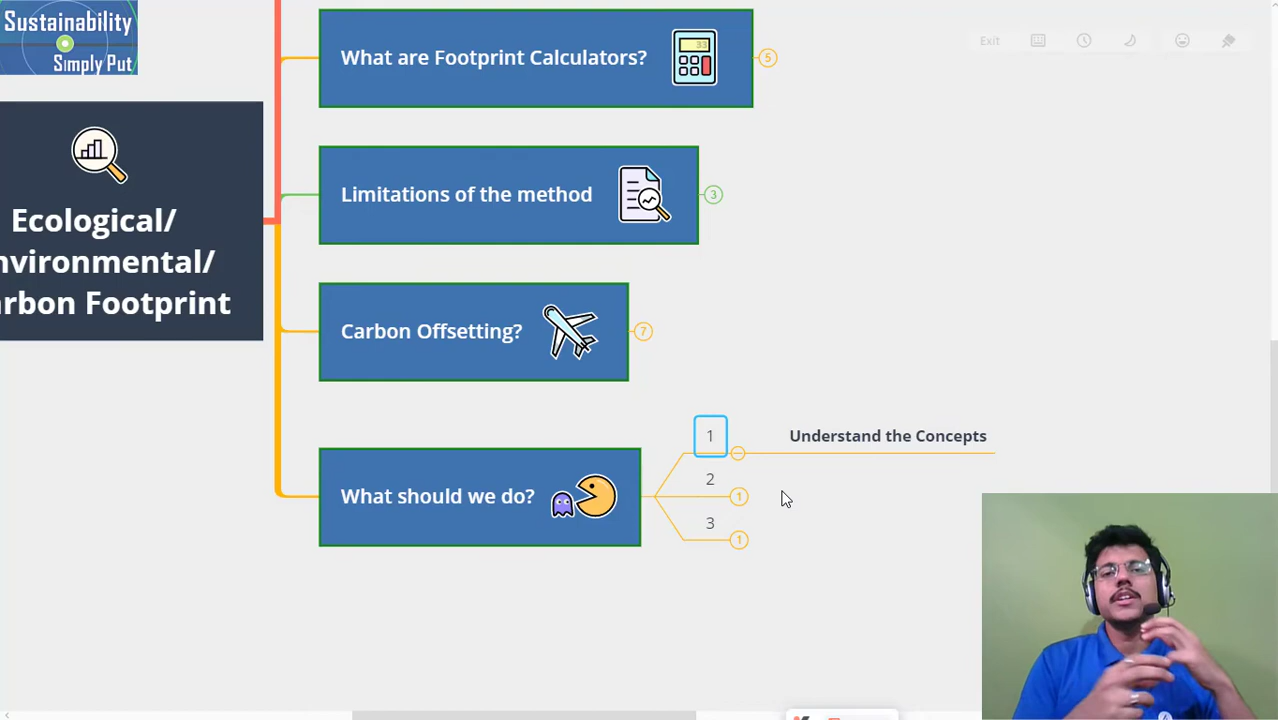 Sustainability
Simply Put
What are Footprint Calculators?
33
5
Exit
Limitations of the method
3
Ecological/
nvironmental/
rbon Footprint
Carbon Offsetting?
7
What should we do?
1
Understand the Concepts
2
1
3
1